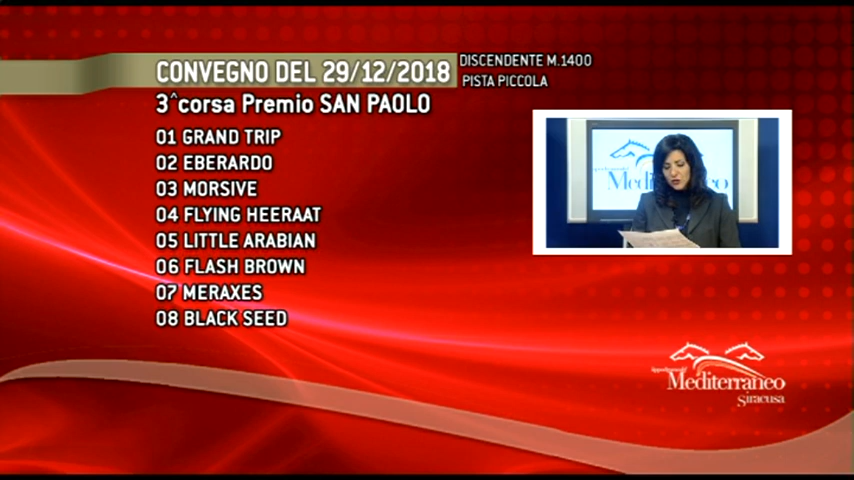 CONVEGNO DEL 29/12/2018
DISCENDENTE M.1400
PISTA PICCOLA
3^corsa Premio SAN PAOLO
01 GRAND TRIP
02 EBERARDO
03 MORSIVE
04 FLYING HEERAAT
05 LITTLE ARABIAN
06 FLASH BROWN
07 MERAXES
08 BLACK SEED
Mediterraneo
Mediterraneo
Siracusa